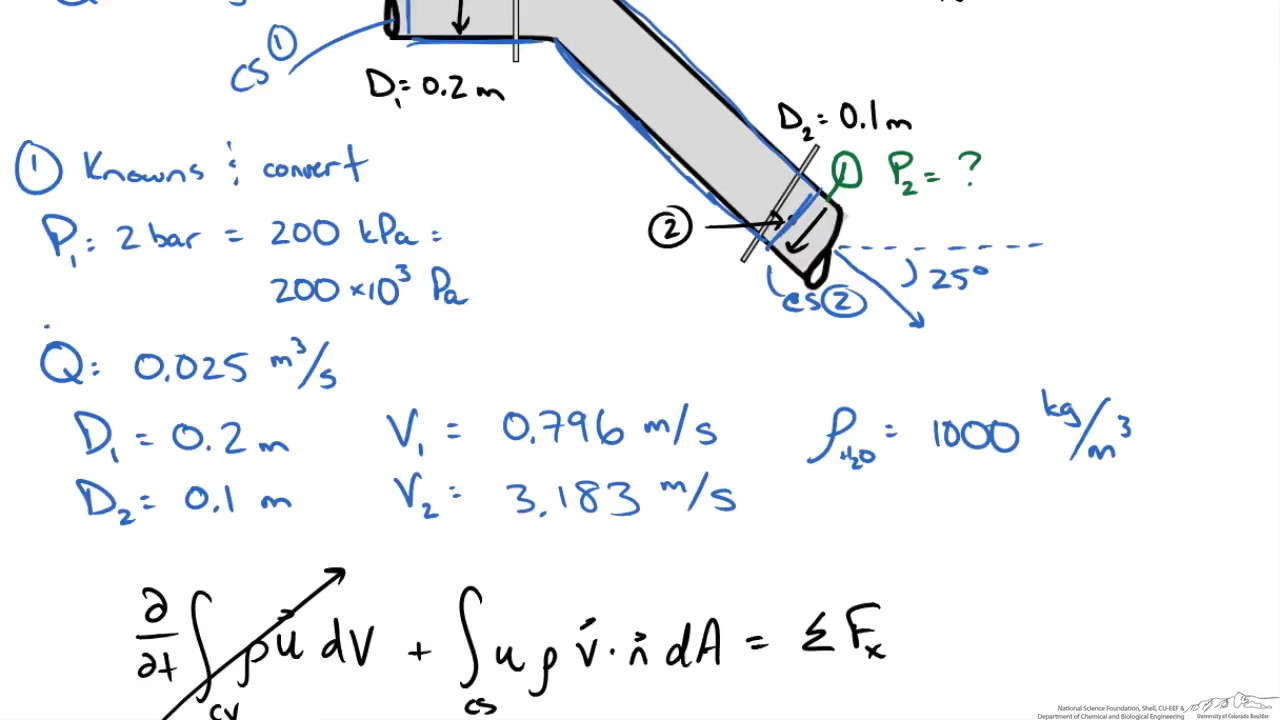 CS ①
D₁ = 0.2 m
D₂ = 0.1 m
① P₂ = ?
②
25°
CS ②
① Knowns & convert
P₁ = 2 bar = 200 kPa =
200 × 10³ Pa
Q̇ = 0.025 m³/s
D₁ = 0.2 m V₁ = 0.796 m/s ρH₂O = 1000 kg/m³
D₂ = 0.1 m V₂ = 3.183 m/s
∂/∂t ∫cv ρ u⃗ dV + ∫cs u ρ v⃗ · n⃗ dA = Σ Fₓ
National Science Foundation, Shell, CU-EEF &
Department of Chemical and Biological Engineering
University of Colorado Boulder